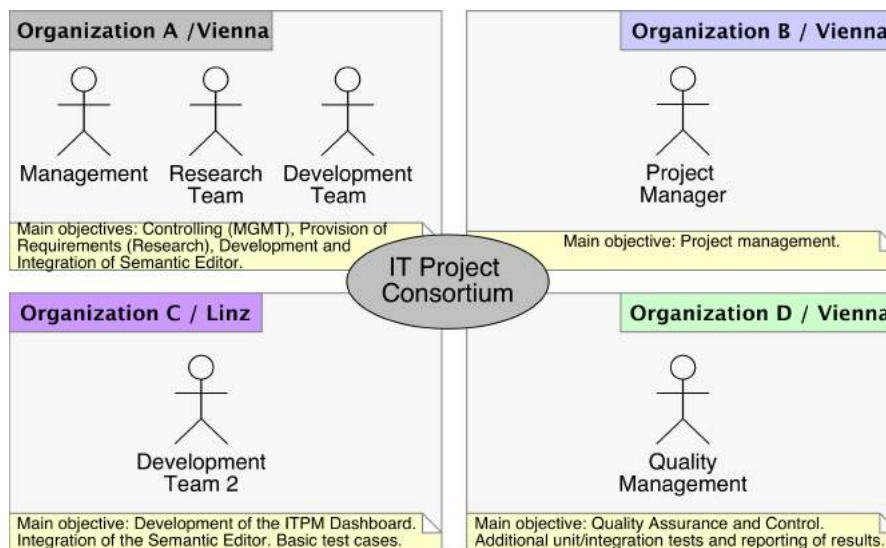 Organization A /Vienna
Management
Research
Team
Development
Team
Main objectives: Controlling (MGMT), Provision of
Requirements (Research), Development and
Integration of Semantic Editor.
Organization B / Vienna
Project
Manager
Main objective: Project management.
IT Project
Consortium
Organization C / Linz
Development
Team 2
Main objective: Development of the ITPM Dashboard.
Integration of the Semantic Editor. Basic test cases.
Organization D / Vienna
Quality
Management
Main objective: Quality Assurance and Control.
Additional unit/integration tests and reporting of results.